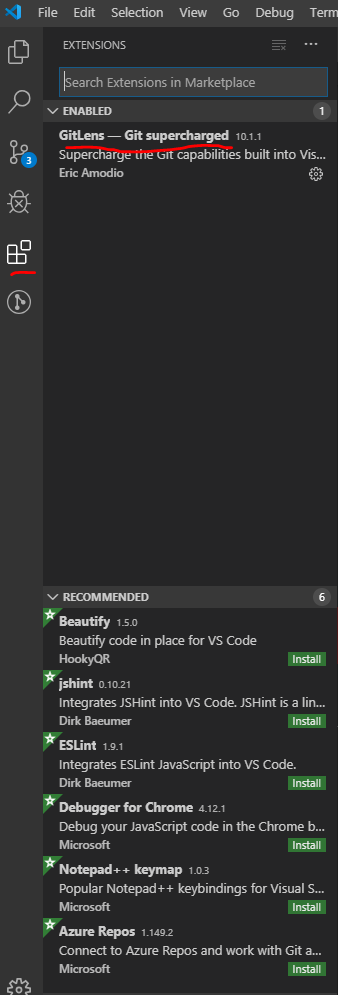 File Edit Selection View Go Debug Term
EXTENSIONS
Search Extensions in Marketplace
ENABLED 1
GitLens — Git supercharged 10.1.1
Supercharge the Git capabilities built into Vis...
Eric Amodio
3
RECOMMENDED 6
Beautify 1.5.0
Beautify code in place for VS Code
HookyQR Install
jshint 0.10.21
Integrates JSHint into VS Code. JSHint is a lin...
Dirk Baeumer Install
ESLint 1.9.1
Integrates ESLint JavaScript into VS Code.
Dirk Baeumer Install
Debugger for Chrome 4.12.1
Debug your JavaScript code in the Chrome b...
Microsoft Install
Notepad++ keymap 1.0.3
Popular Notepad++ keybindings for Visual S...
Microsoft Install
Azure Repos 1.149.2
Connect to Azure Repos and work with Git a...
Microsoft Install